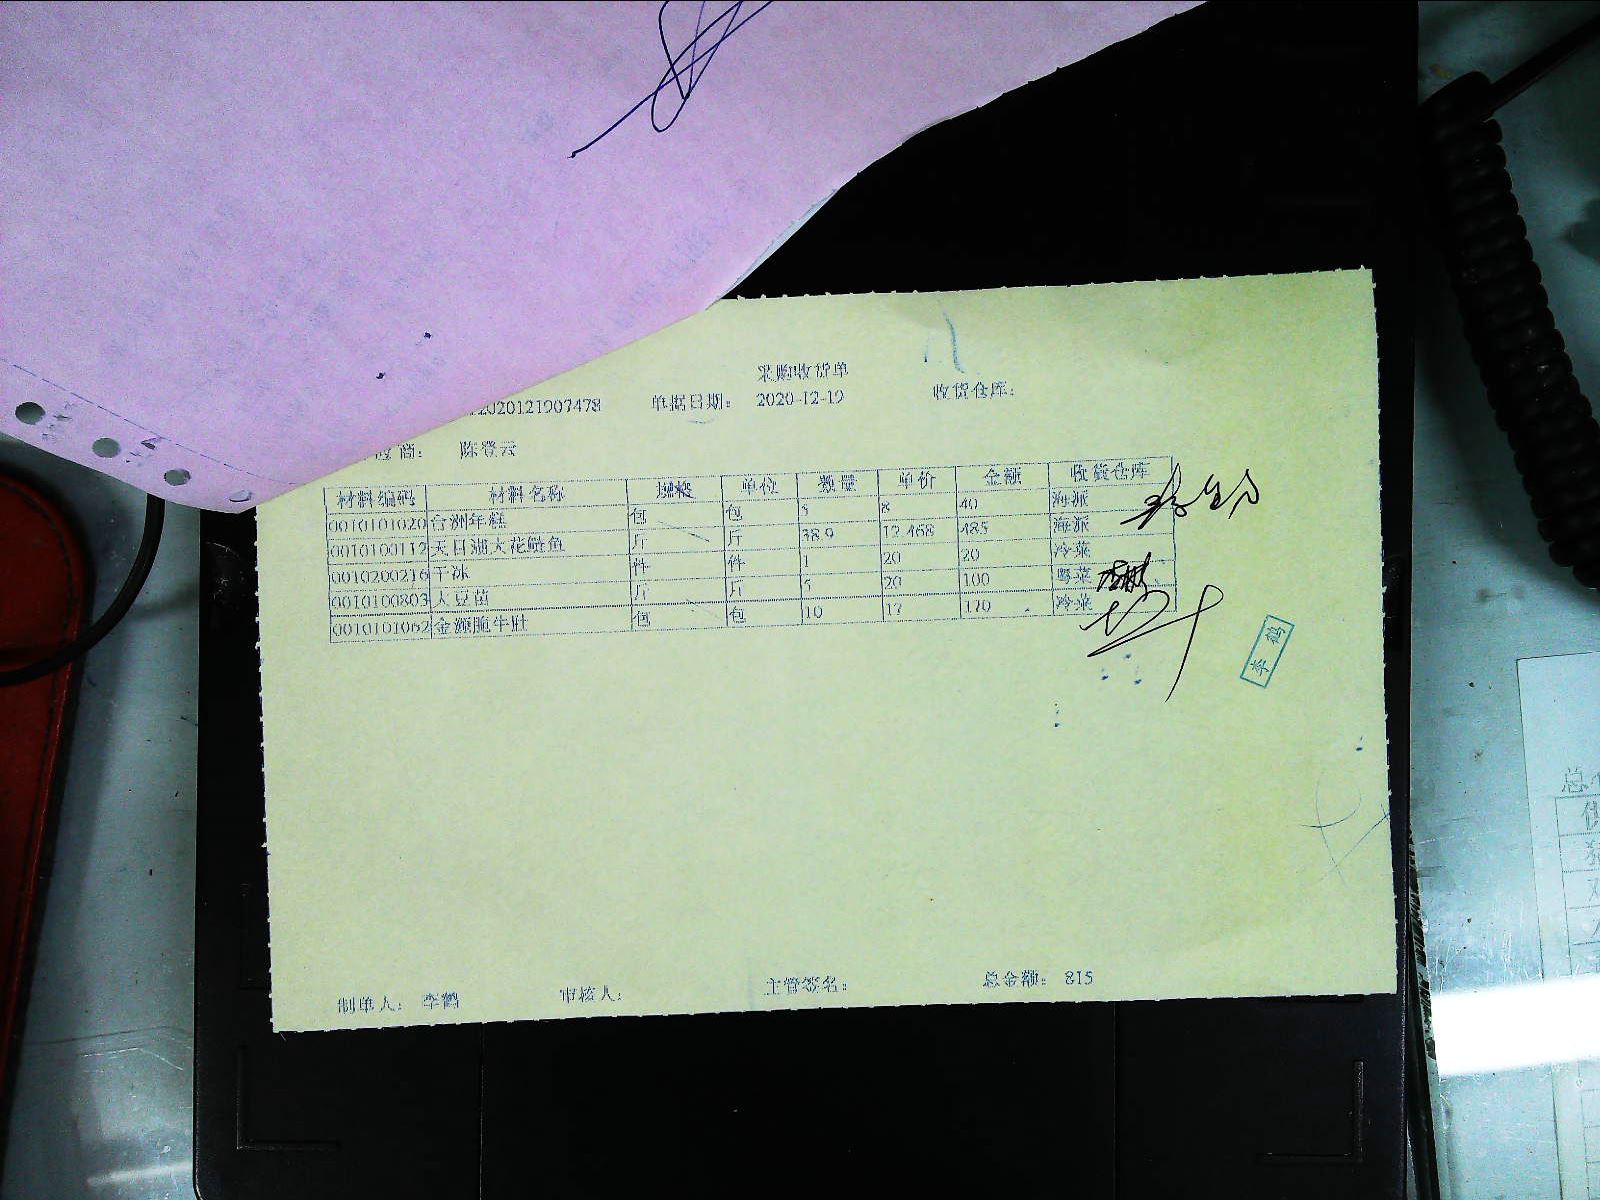 采购收货单
2020121907478 单据日期： 2020-12-19 收货仓库：
应商： 陈登云
材料编码 材料名称 规格 单位 数量 单价 金额 收货仓库
0010101020 台洲年糕 包 包 5 8 40 海派
0010100112 天目湖大花鲢鱼 斤 斤 38.9 12.468 485 海派
0010200216 干冰 件 件 1 20 20 冷菜
0010100803 大豆苗 斤 斤 5 20 100 粤菜
0010101062 金源脆牛肚 包 包 10 17 170 冷菜
李鹤
制单人： 李鹤 审核人： 主管签名： 总金额： 815